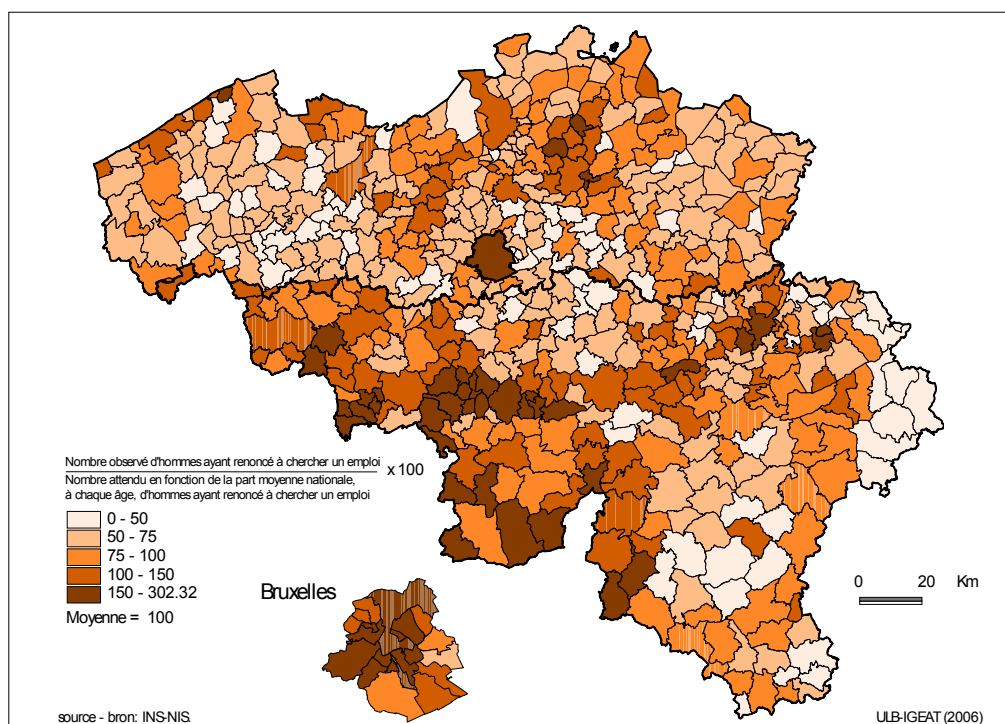 Nombre observé d'hommes ayant renoncé à chercher un emploi
x 100
Nombre attendu en fonction de la part moyenne nationale,
à chaque âge, d'hommes ayant renoncé à chercher un emploi
0 - 50
50 - 75
75 - 100
100 - 150
150 - 302.32
Moyenne = 100
Bruxelles
0 20 Km
source - bron: INS-NIS.
ULB-IGEAT (2006)